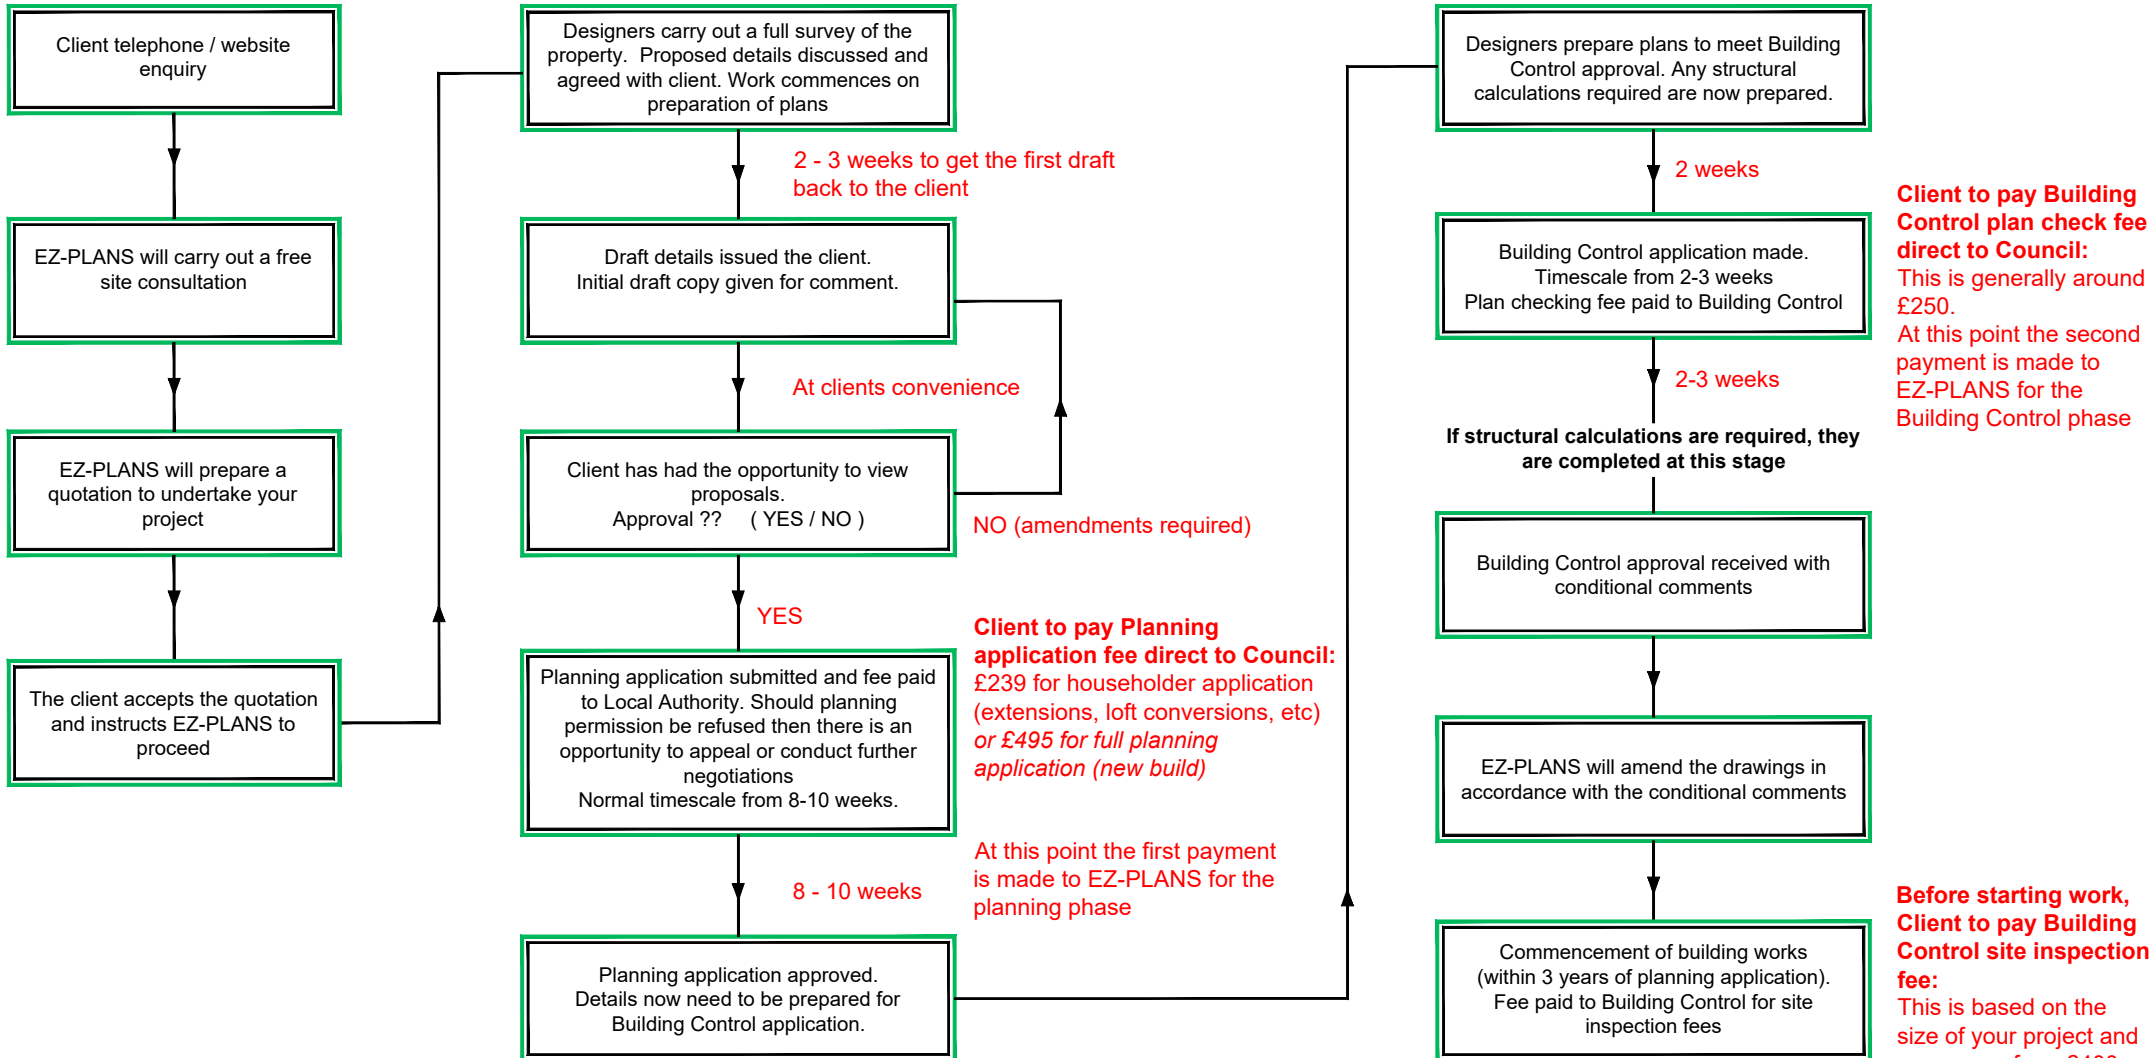 Client telephone / website
enquiry
EZ-PLANS will carry out a free
site consultation
EZ-PLANS will prepare a
quotation to undertake your
project
The client accepts the quotation
and instructs EZ-PLANS to
proceed
Designers carry out a full survey of the
property.  Proposed details discussed and
agreed with client. Work commences on
preparation of plans
2 - 3 weeks to get the first draft
back to the client
Draft details issued the client.
Initial draft copy given for comment.
At clients convenience
Client has had the opportunity to view
proposals.
Approval ??    ( YES / NO )
NO (amendments required)
YES
Planning application submitted and fee paid
to Local Authority. Should planning
permission be refused then there is an
opportunity to appeal or conduct further
negotiations
Normal timescale from 8-10 weeks.
Client to pay Planning
application fee direct to Council:
£239 for householder application
(extensions, loft conversions, etc)
or £495 for full planning
application (new build)
At this point the first payment
is made to EZ-PLANS for the
planning phase
8 - 10 weeks
Planning application approved.
Details now need to be prepared for
Building Control application.
Designers prepare plans to meet Building
Control approval. Any structural
calculations required are now prepared.
2 weeks
Building Control application made.
Timescale from 2-3 weeks
Plan checking fee paid to Building Control
Client to pay Building
Control plan check fee
direct to Council:
This is generally around
£250.
At this point the second
payment is made to
EZ-PLANS for the
Building Control phase
2-3 weeks
If structural calculations are required, they
are completed at this stage
Building Control approval received with
conditional comments
EZ-PLANS will amend the drawings in
accordance with the conditional comments
Commencement of building works
(within 3 years of planning application).
Fee paid to Building Control for site
inspection fees
Before starting work,
Client to pay Building
Control site inspection
fee:
This is based on the
size of your project and